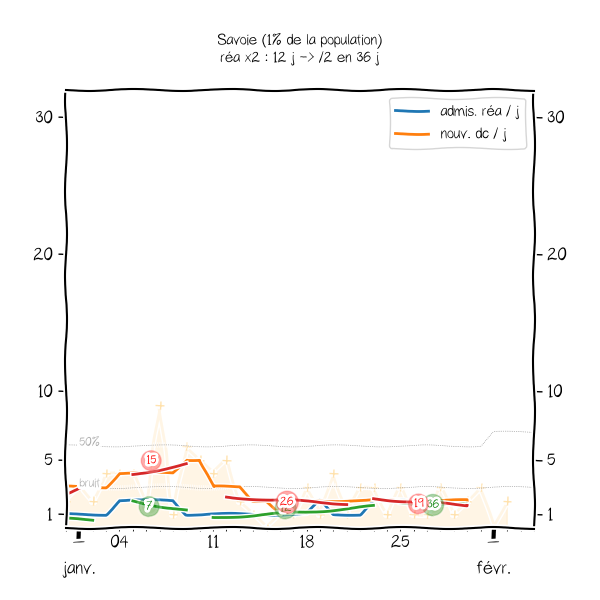 Savoie (1% de la population)
réa x2 : 12 j -> /2 en 36 j
admis. réa / j
nouv. dc / j
30
30
20
20
10
10
50%
5
5
15
bruit
7
26
19
36
1
1
04
11
18
25
janv.
févr.